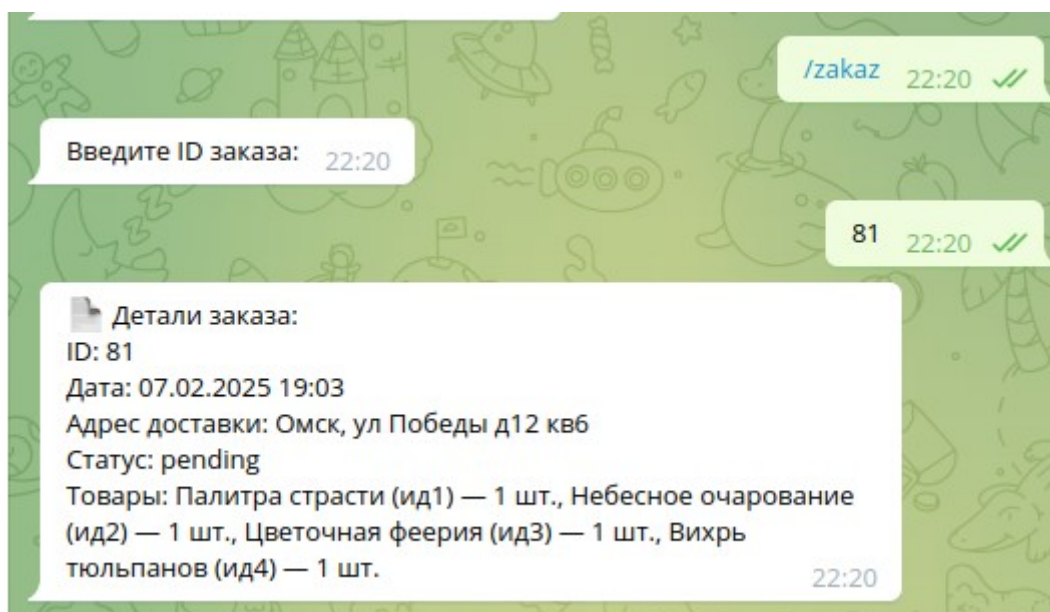 /zakaz 22:20
Введите ID заказа: 22:20
81 22:20
Детали заказа:
ID: 81
Дата: 07.02.2025 19:03
Адрес доставки: Омск, ул Победы д12 кв6
Статус: pending
Товары: Палитра страсти (ид1) — 1 шт., Небесное очарование
(ид2) — 1 шт., Цветочная феерия (ид3) — 1 шт., Вихрь
тюльпанов (ид4) — 1 шт. 22:20